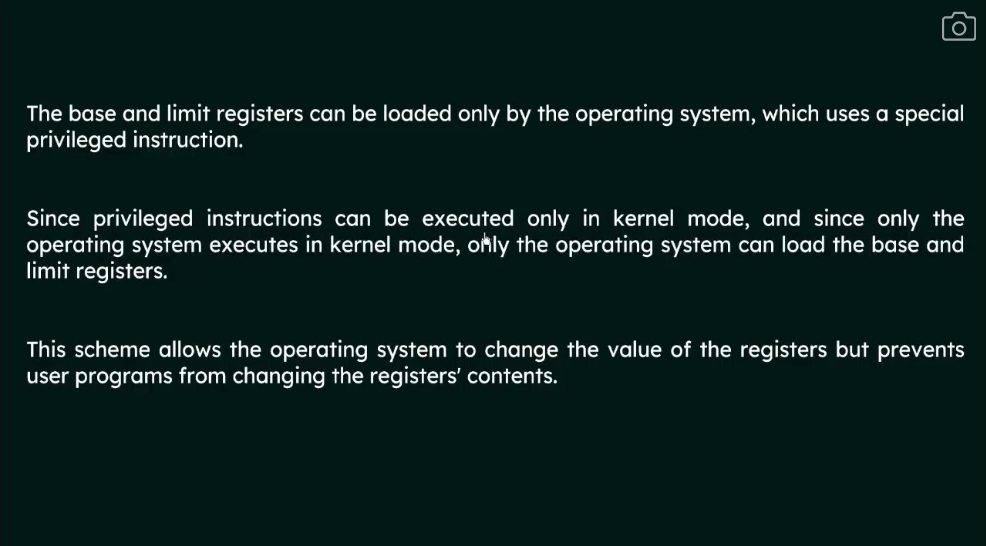 The base and limit registers can be loaded only by the operating system, which uses a special
privileged instruction.
Since privileged instructions can be executed only in kernel mode, and since only the
operating system executes in kernel mode, only the operating system can load the base and
limit registers.
This scheme allows the operating system to change the value of the registers but prevents
user programs from changing the registers' contents.